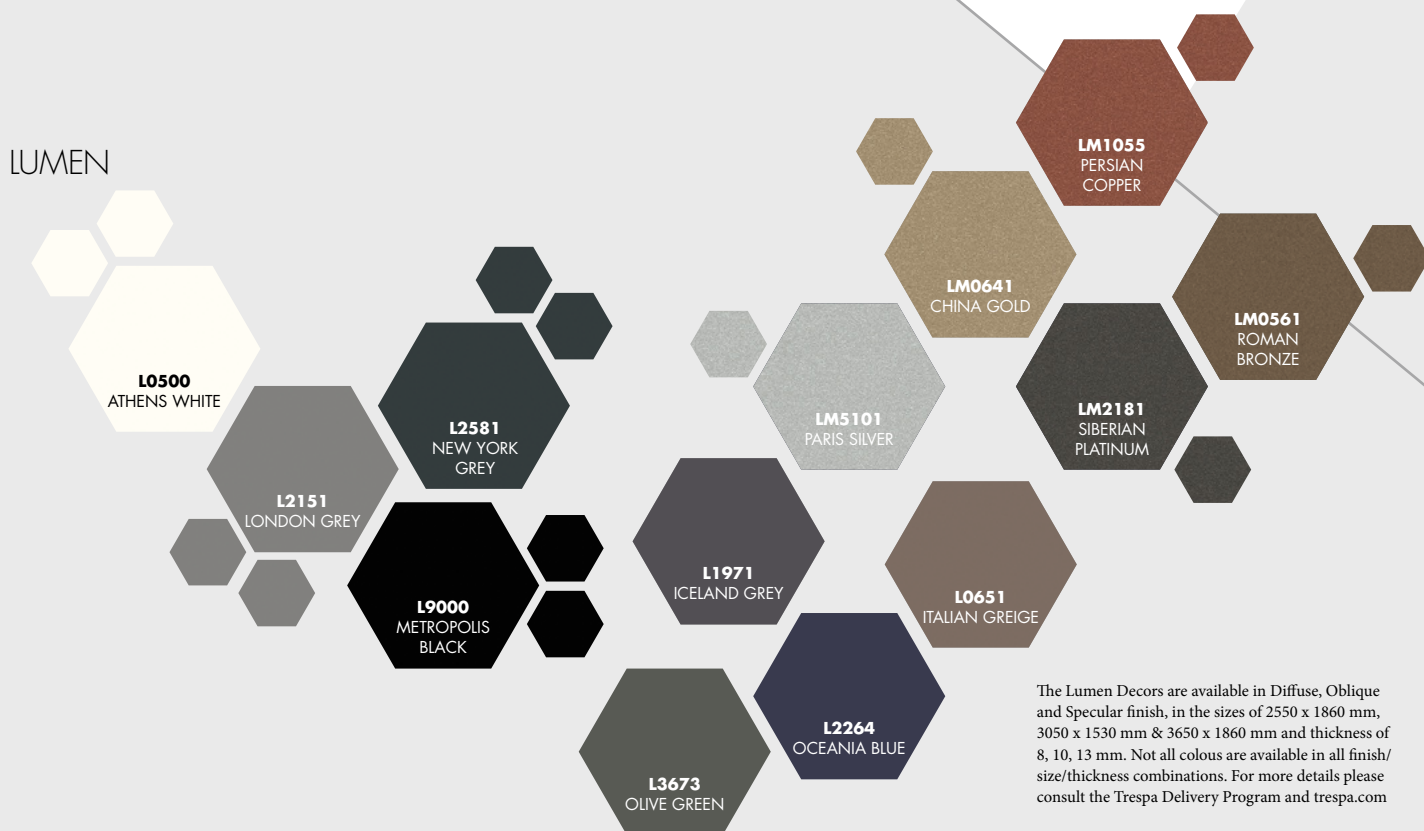 LUMEN
L0500
ATHENS WHITE
L2151
LONDON GREY
L2581
NEW YORK
GREY
L9000
METROPOLIS
BLACK
LM1055
PERSIAN
COPPER
LM0641
CHINA GOLD
LM0561
ROMAN
BRONZE
LM5101
PARIS SILVER
LM2181
SIBERIAN
PLATINUM
L1971
ICELAND GREY
L0651
ITALIAN GREIGE
L2264
OCEANIA BLUE
L3673
OLIVE GREEN
The Lumen Decors are available in Diffuse, Oblique
and Specular finish, in the sizes of 2550 x 1860 mm,
3050 x 1530 mm & 3650 x 1860 mm and thickness of
8, 10, 13 mm. Not all colous are available in all finish/
size/thickness combinations. For more details please
consult the Trespa Delivery Program and trespa.com